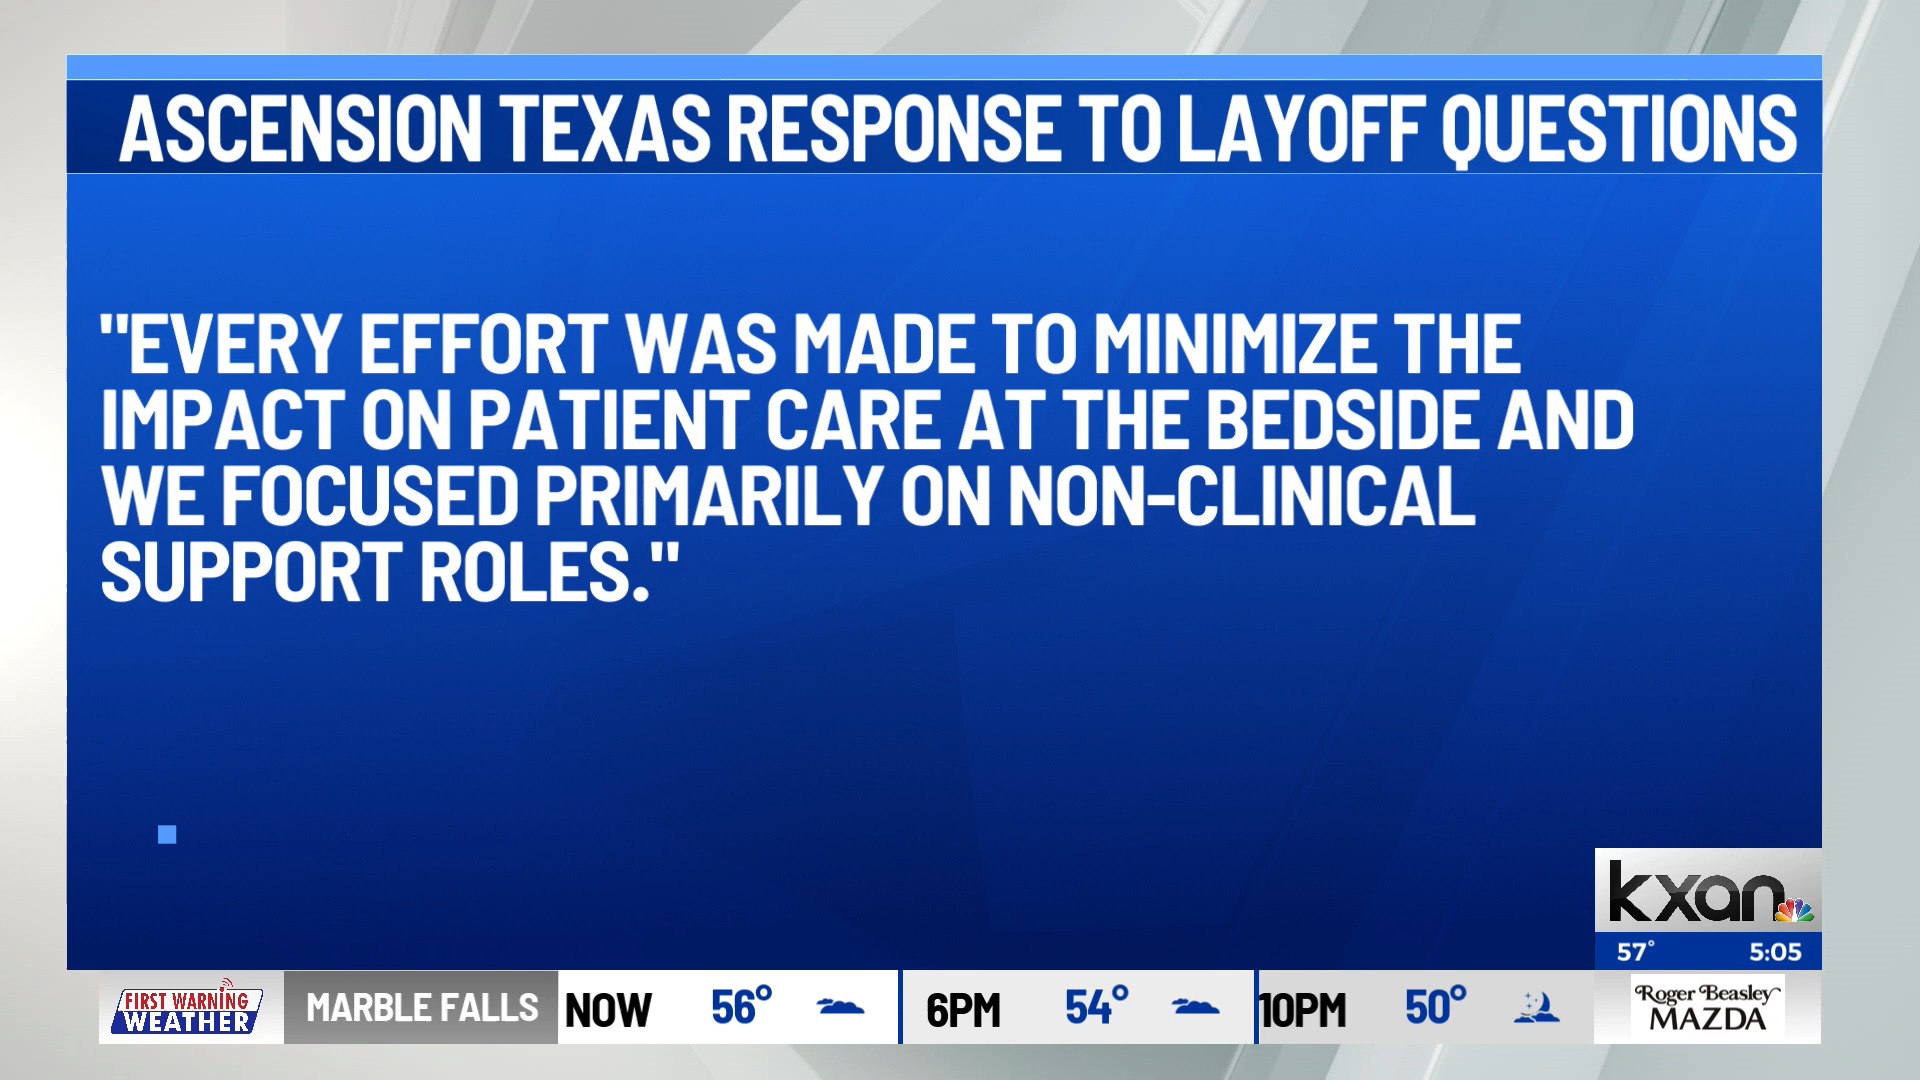 ASCENSION TEXAS RESPONSE TO LAYOFF QUESTIONS
"EVERY EFFORT WAS MADE TO MINIMIZE THE
IMPACT ON PATIENT CARE AT THE BEDSIDE AND
WE FOCUSED PRIMARILY ON NON-CLINICAL
SUPPORT ROLES."
kxan
57° 5:05
FIRST WARNING
WEATHER
MARBLE FALLS NOW 56° 6PM 54° 10PM 50°
Roger Beasley
MAZDA